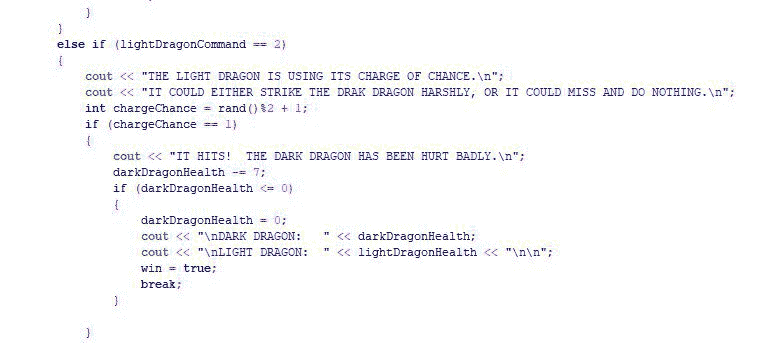 }
}
else if (lightDragonCommand == 2)
{
cout << "THE LIGHT DRAGON IS USING ITS CHARGE OF CHANCE.\n";
cout << "IT COULD EITHER STRIKE THE DRAK DRAGON HARSHLY, OR IT COULD MISS AND DO NOTHING.\n";
int chargeChance = rand()%2 + 1;
if (chargeChance == 1)
{
cout << "IT HITS!  THE DARK DRAGON HAS BEEN HURT BADLY.\n";
darkDragonHealth -= 7;
if (darkDragonHealth <= 0)
{
darkDragonHealth = 0;
cout << "\nDARK DRAGON:   " << darkDragonHealth;
cout << "\nLIGHT DRAGON:  " << lightDragonHealth << "\n\n";
win = true;
break;
}
}